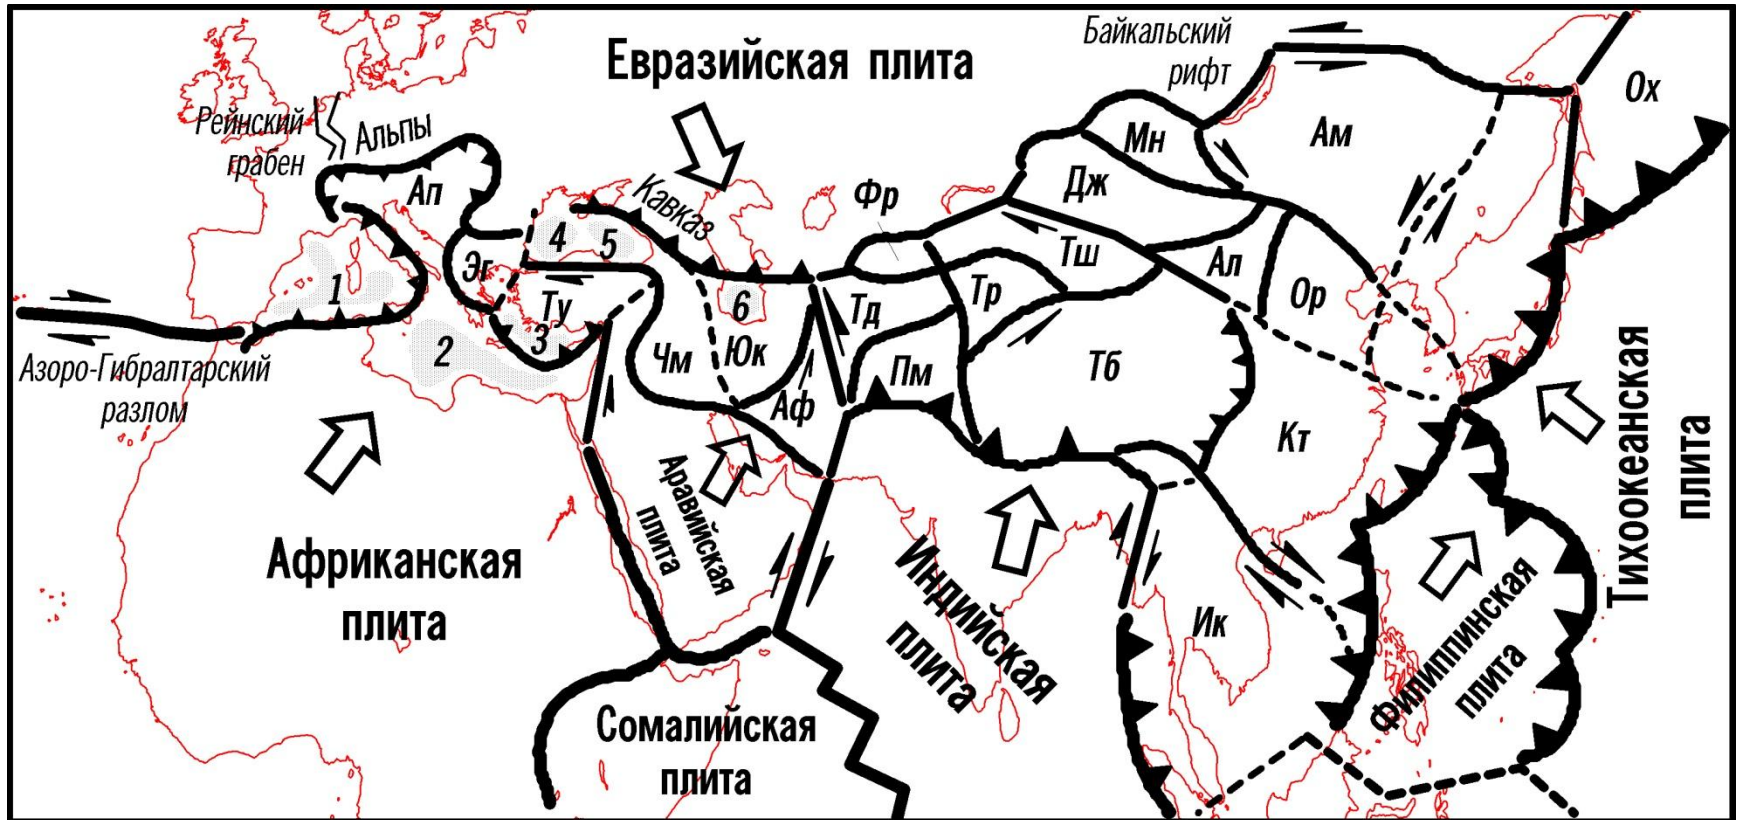 Евразийская плита
Байкальский
рифт
Ох
Рейнский
грабен
Альпы
Ап
Кавказ
Фр
Мн
Ам
Дж
4
5
Эг
1
Ту
2
3
6
Чм
Юк
Аф
Тд
Тр
Тш
Ал
Ор
Пм
Тб
Кт
Азоро-Гибралтарский
разлом
Аравийская
плита
Африканская
плита
Индийская
плита
Ик
Сомалийская
плита
Филиппинская
плита
Тихоокеанская
плита